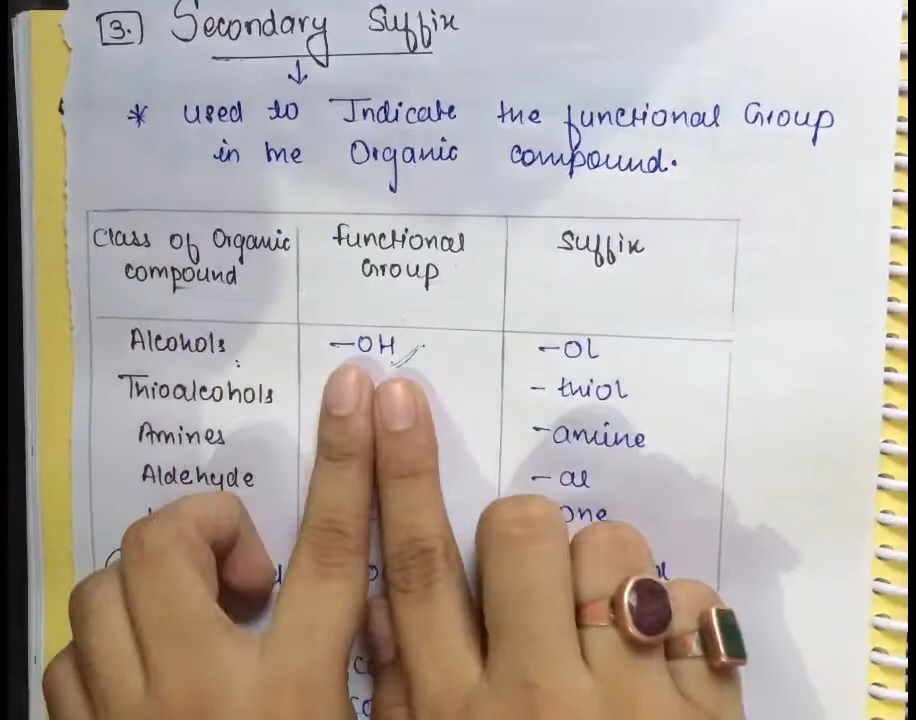 3. Secondary Suffix
* used to Indicate the functional Group
in the Organic compound.
Class of Organic compound
functional Group
Suffix
Alcohols -OH -Ol
Thioalcohols - thiol
Amines -amine
Aldehyde - al
one